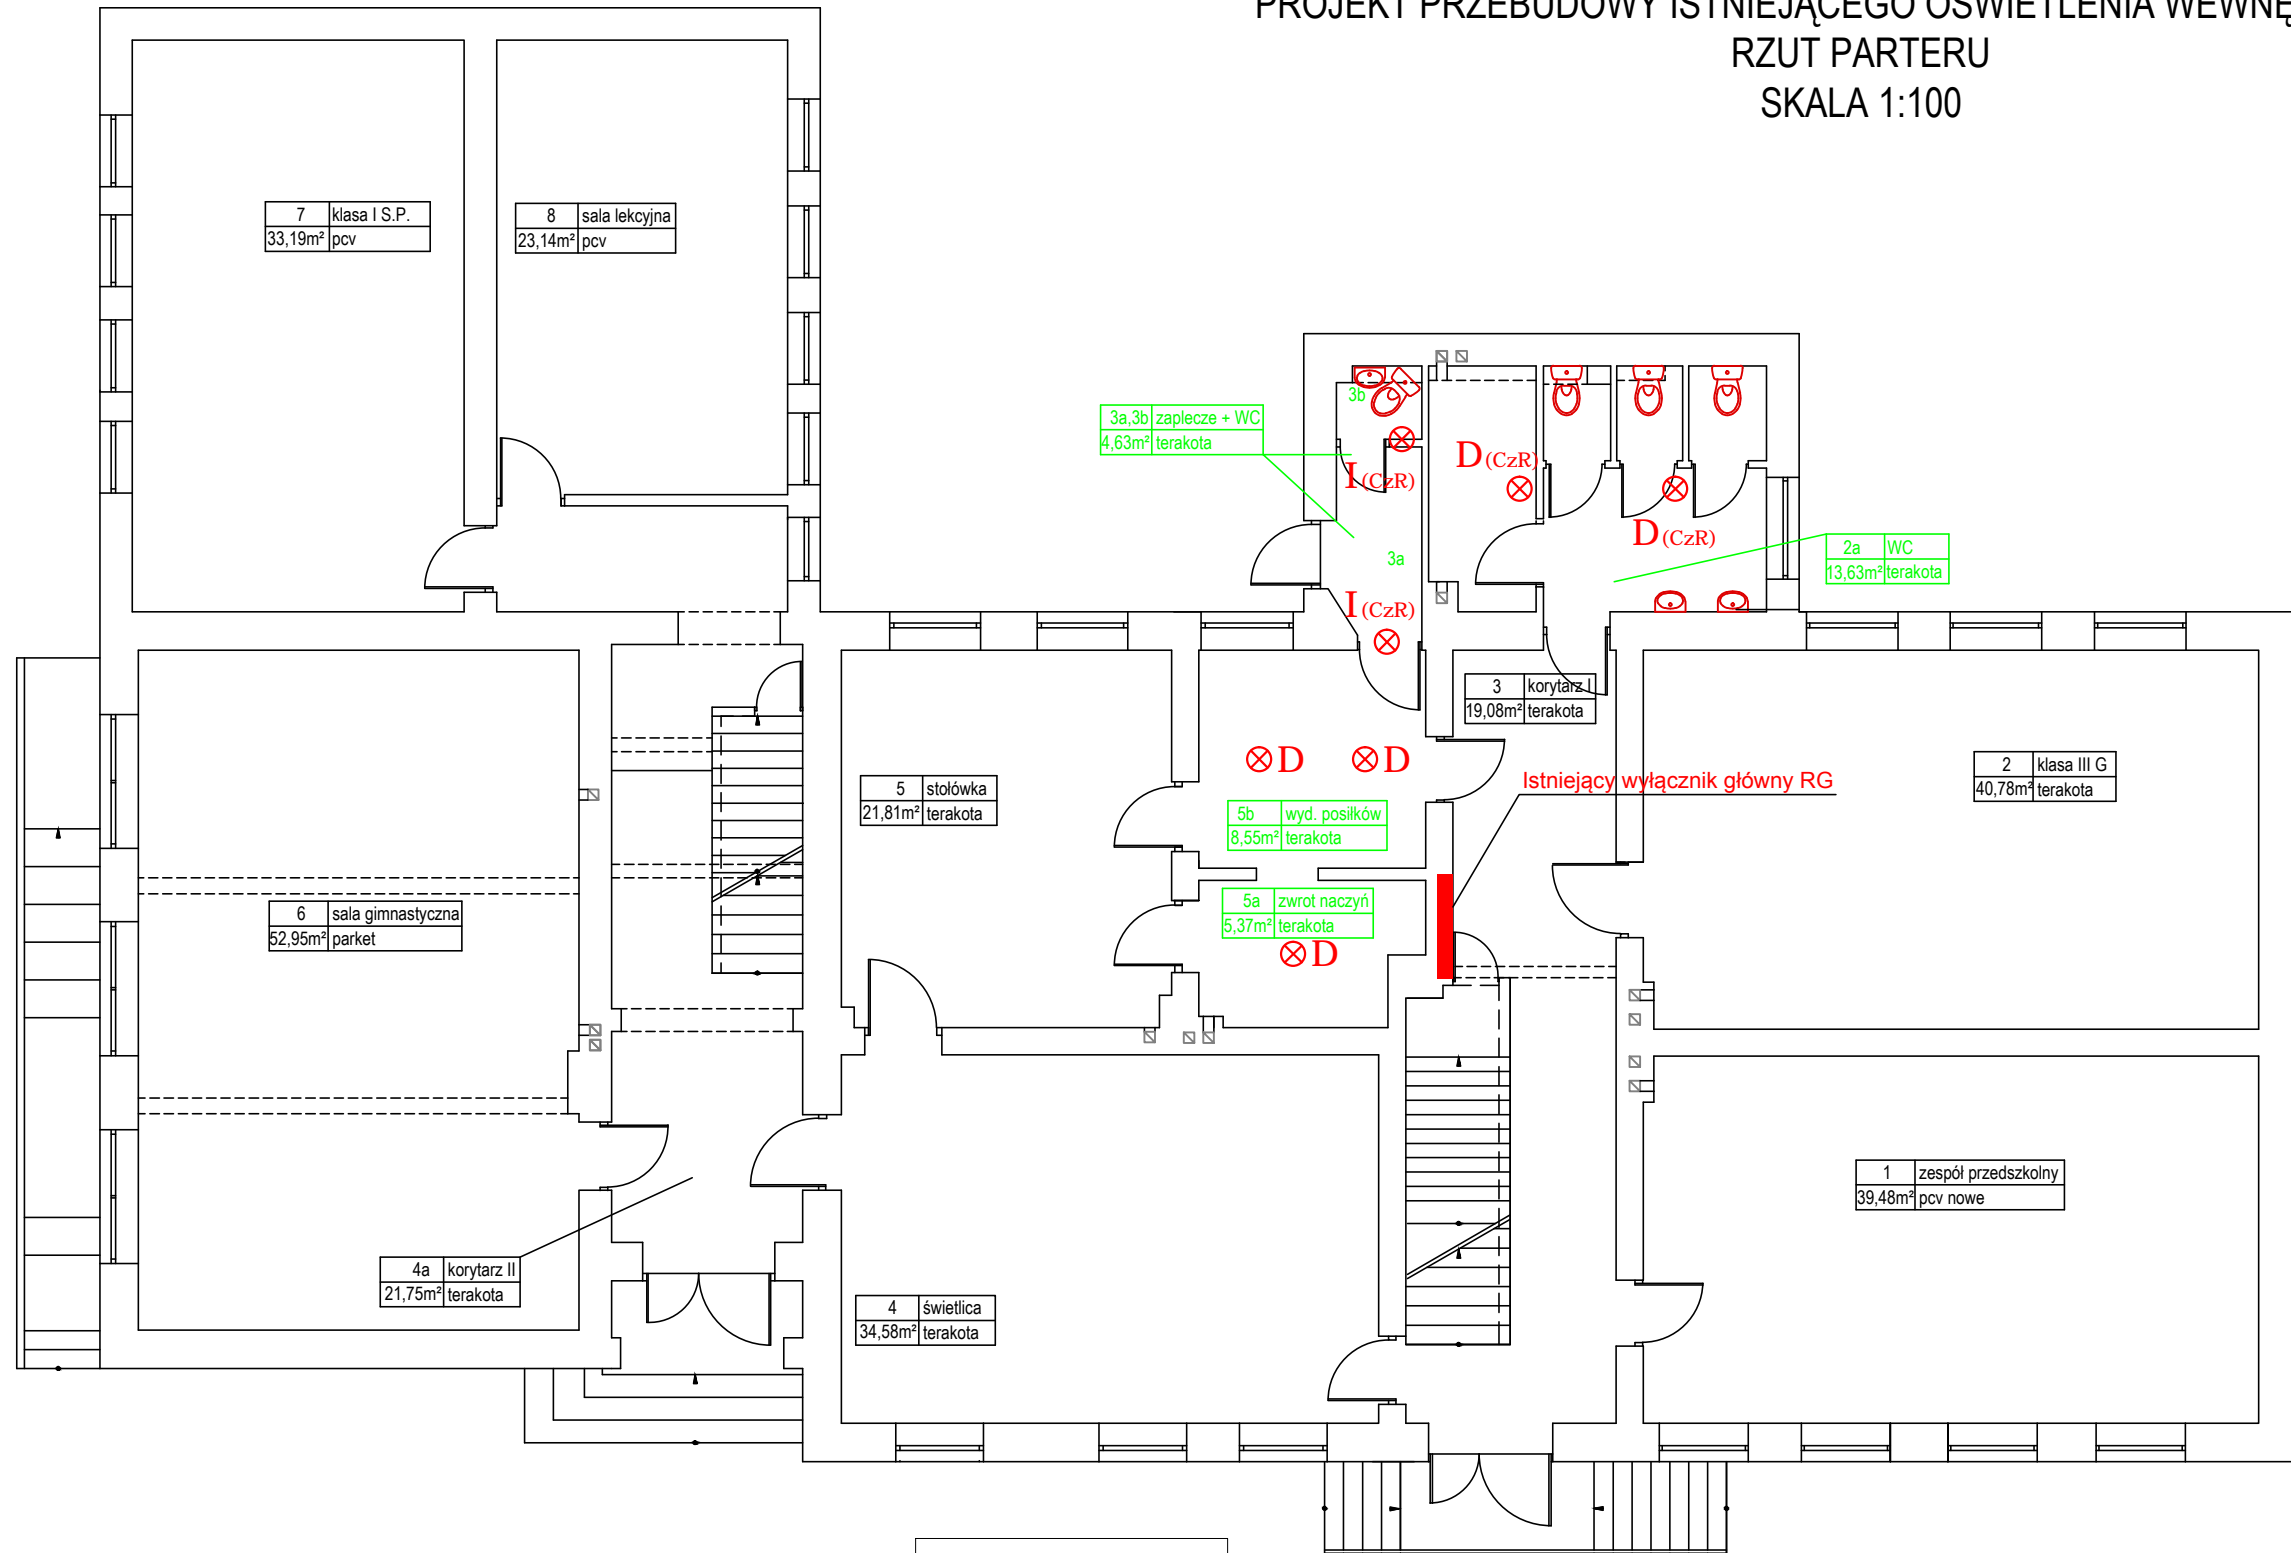 PROJEKT PRZEBUDOWY ISTNIEJĄCEGO OŚWIETLENIA
RZUT PARTERU
SKALA 1:100
7 klasa I S.P.
33,19m² pcv
8 sala lekcyjna
23,14m² pcv
3b
3a,3b zaplecze + WC
4,63m² terakota
I (CzR)
D (CzR)
D (CzR)
3a
2a WC
13,63m² terakota
I (CzR)
3 korytarz I
19,08m² terakota
D
D
5 stołówka
21,81m² terakota
Istniejący wyłącznik główny RG
2 klasa III G
40,78m² terakota
5b wyd. posiłków
8,55m² terakota
5a zwrot naczyń
5,37m² terakota
D
6 sala gimnastyczna
52,95m² parket
1 zespół przedszkolny
39,48m² pcv nowe
4a korytarz II
21,75m² terakota
4 świetlica
34,58m² terakota